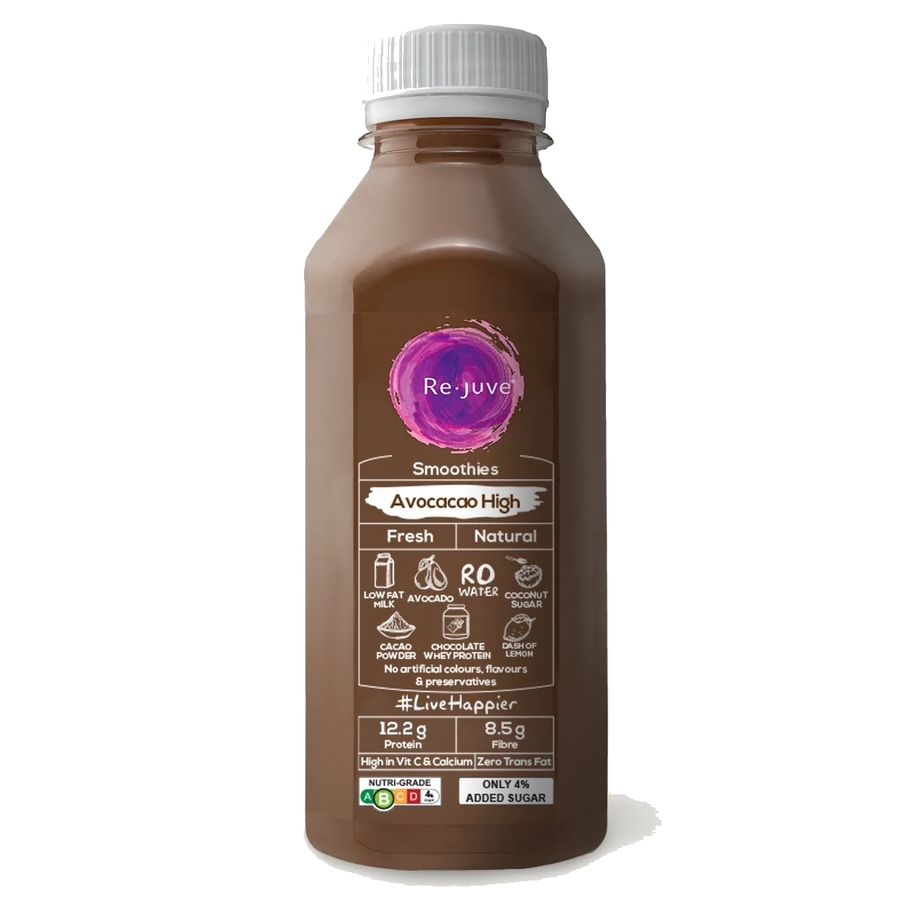 Re·juve
Smoothies
Avocacao High
Fresh Natural
LOW FAT
MILK
AVOCADO
RO
WATER
COCONUT
SUGAR
CACAO
POWDER
CHOCOLATE
WHEY PROTEIN
DASH OF
LEMON
No artificial colours, flavours
& preservatives
#LiveHappier
12.2g
Protein
8.5g
Fibre
High in Vit C & Calcium Zero Trans Fat
NUTRI-GRADE
A B C D 4%
ONLY 4%
ADDED SUGAR